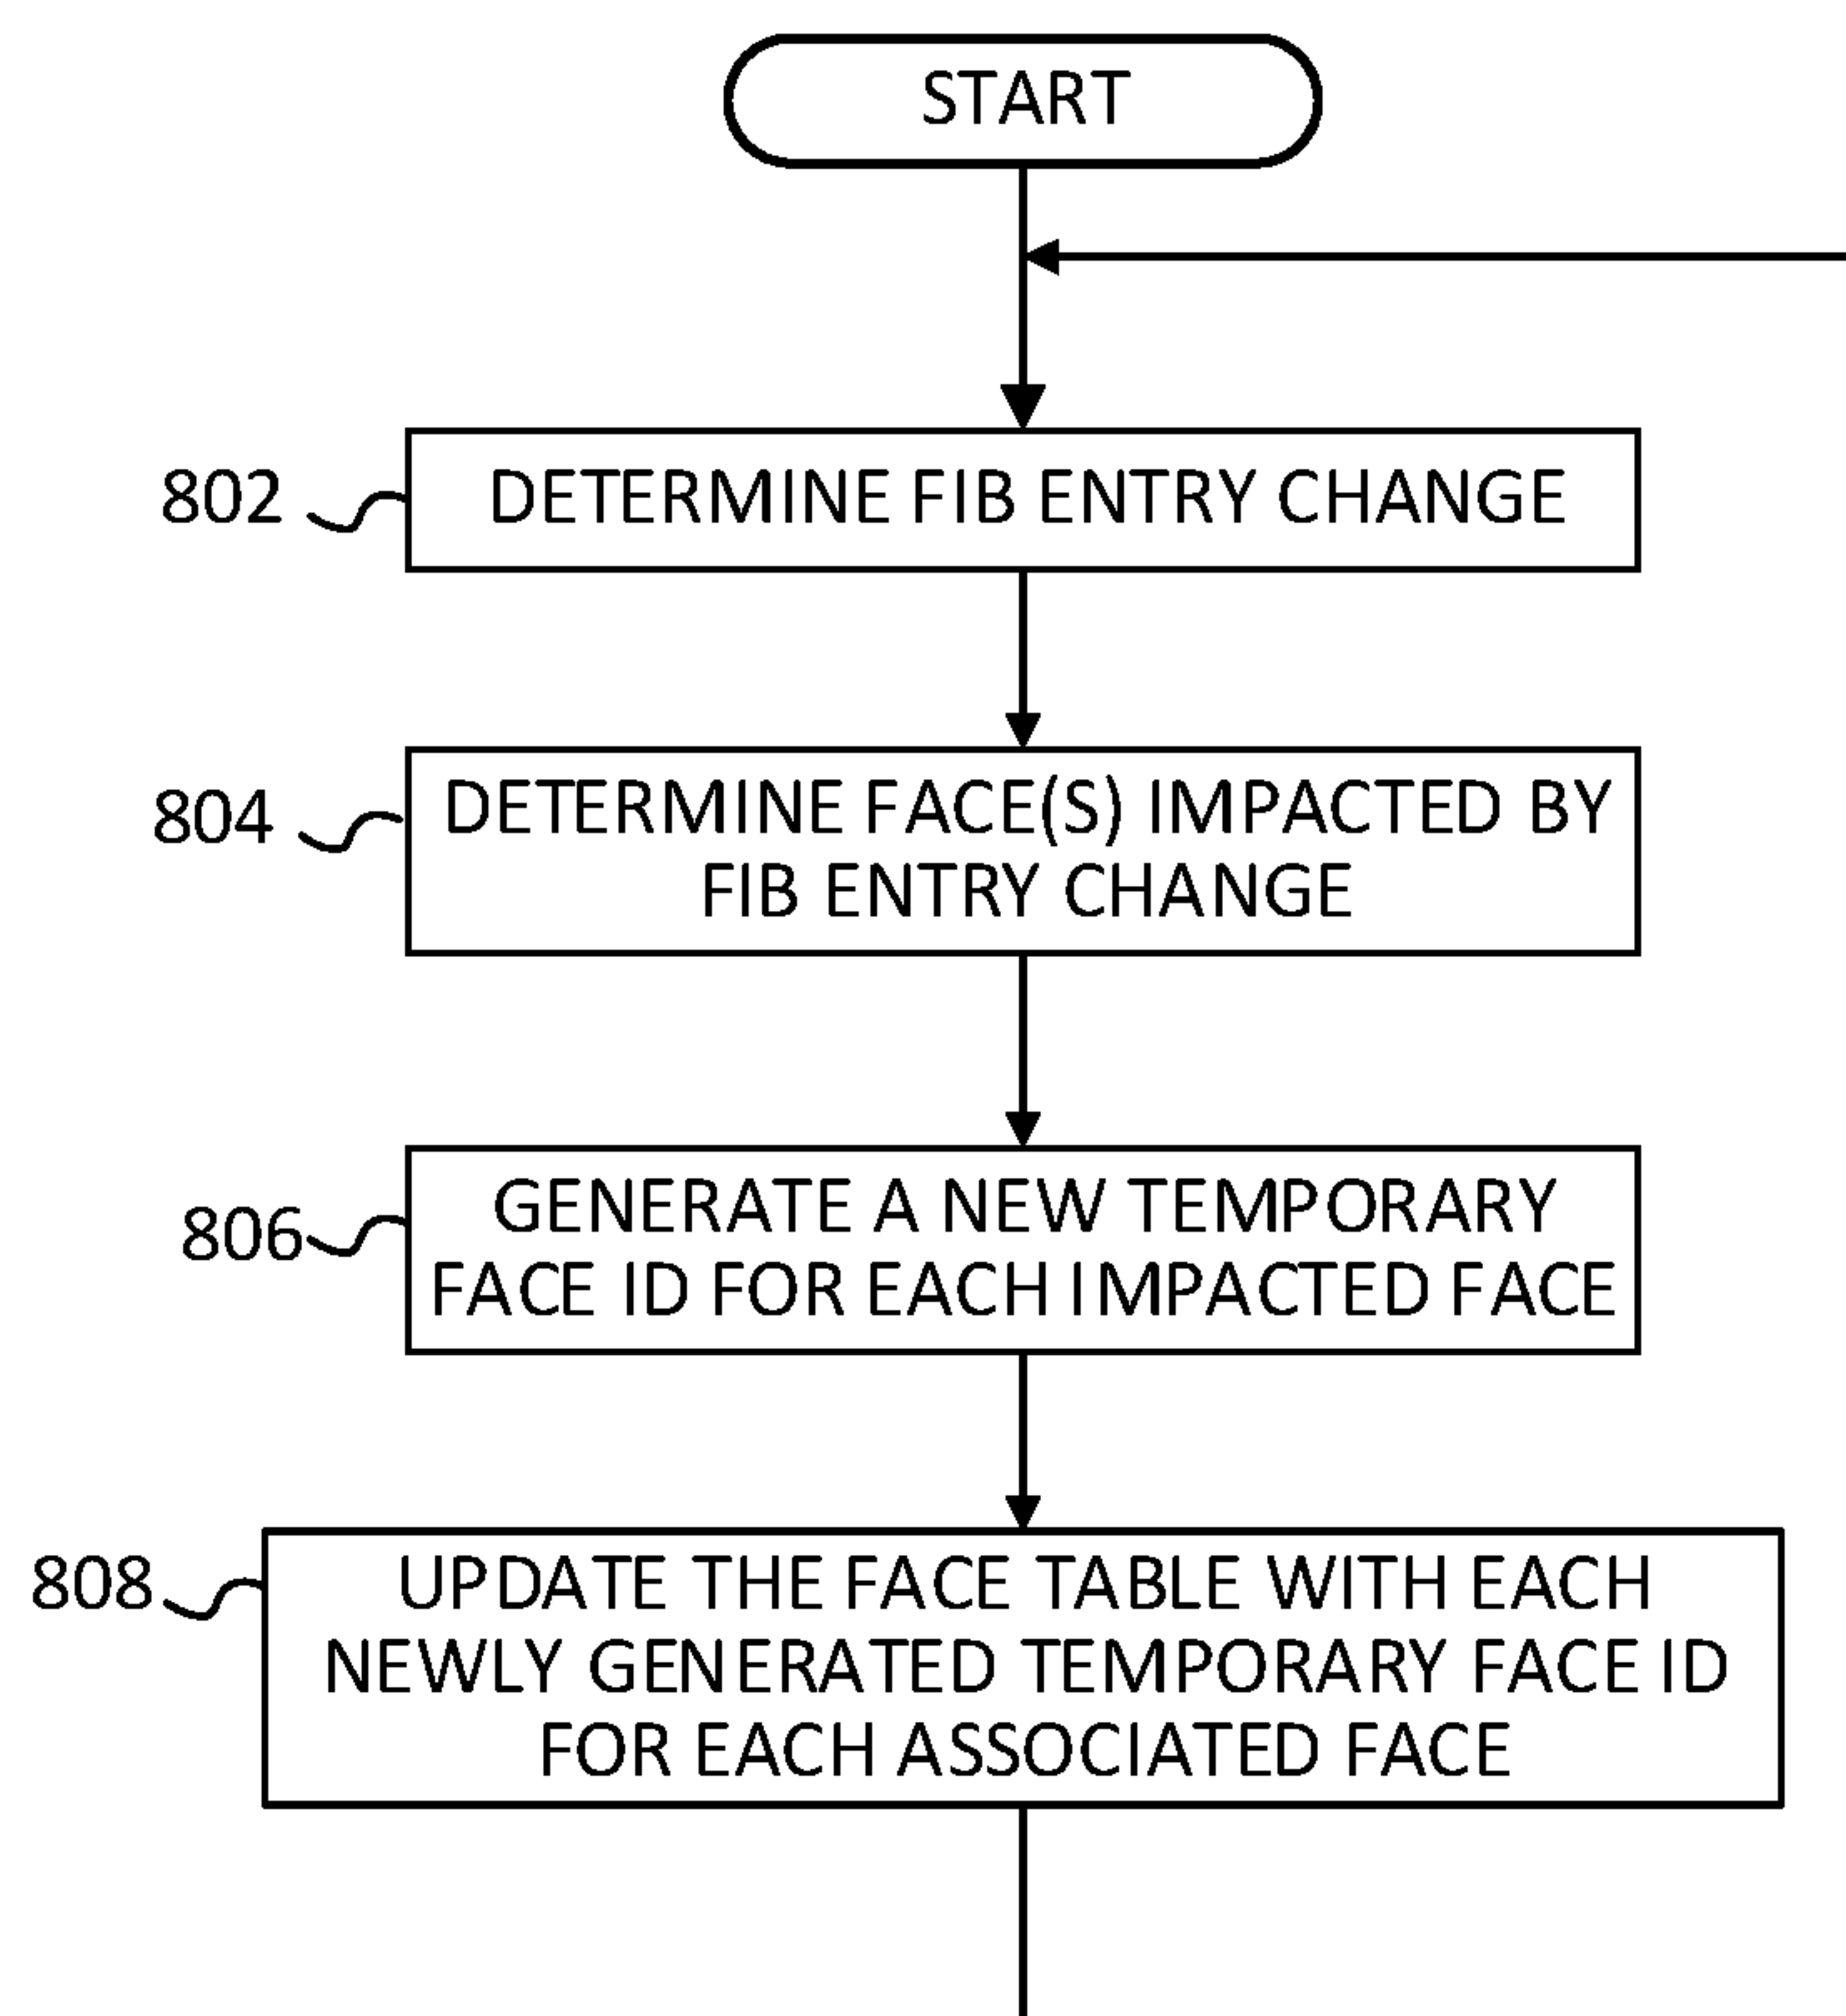 START
802
DETERMINE FIB ENTRY CHANGE
804
DETERMINE FACE(S) IMPACTED BY
FIB ENTRY CHANGE
806
GENERATE A NEW TEMPORARY
FACE ID FOR EACH IMPACTED FACE
808
UPDATE THE FACE TABLE WITH EACH
NEWLY GENERATED TEMPORARY FACE ID
FOR EACH ASSOCIATED FACE